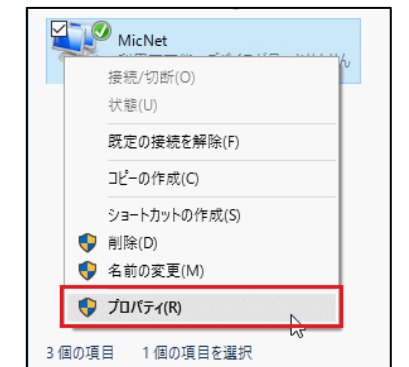 MicNet
接続/切断(O)
状態(U)
既定の接続を解除(F)
コピーの作成(C)
ショートカットの作成(S)
削除(D)
名前の変更(M)
プロパティ(R)
3 個の項目 1 個の項目を選択